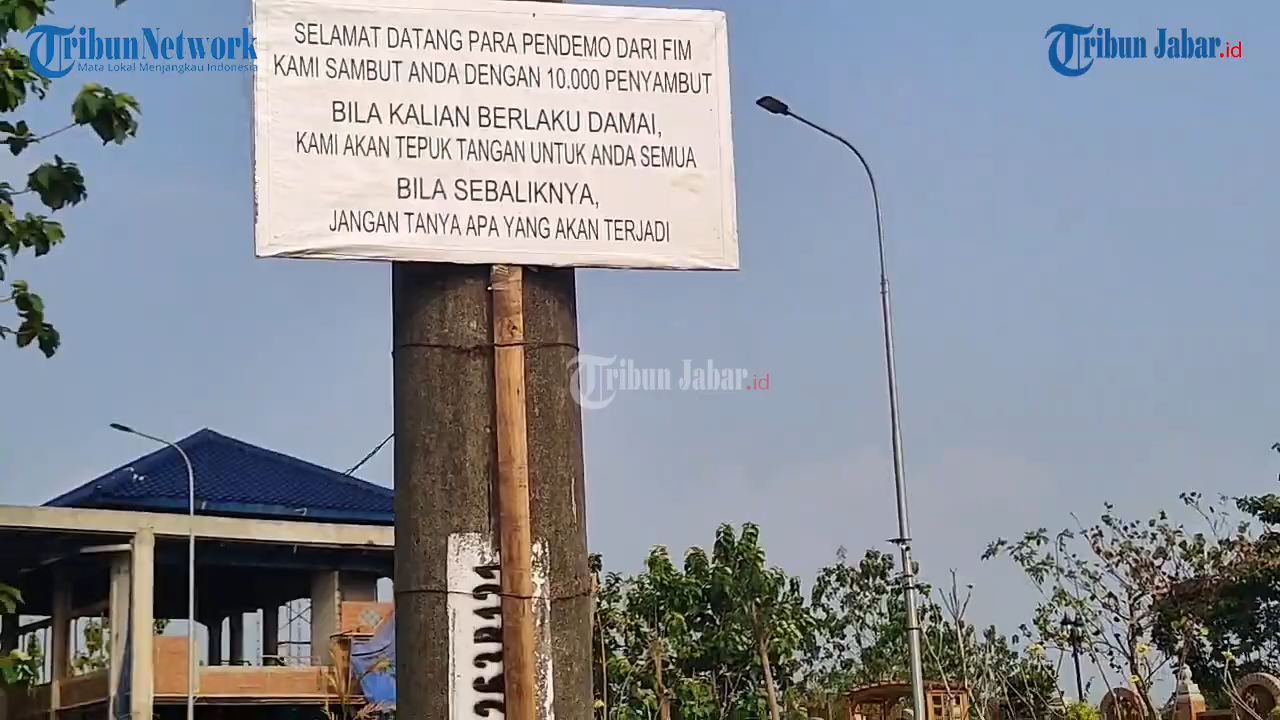 TribunNetwork
Mata Lokal Menjangkau Indonesia
Tribun Jabar.id
SELAMAT DATANG PARA PENDEMO DARI FIM
KAMI SAMBUT ANDA DENGAN 10.000 PENYAMBUT
BILA KALIAN BERLAKU DAMAI,
KAMI AKAN TEPUK TANGAN UNTUK ANDA SEMUA
BILA SEBALIKNYA,
JANGAN TANYA APA YANG AKAN TERJADI
Tribun Jabar.id